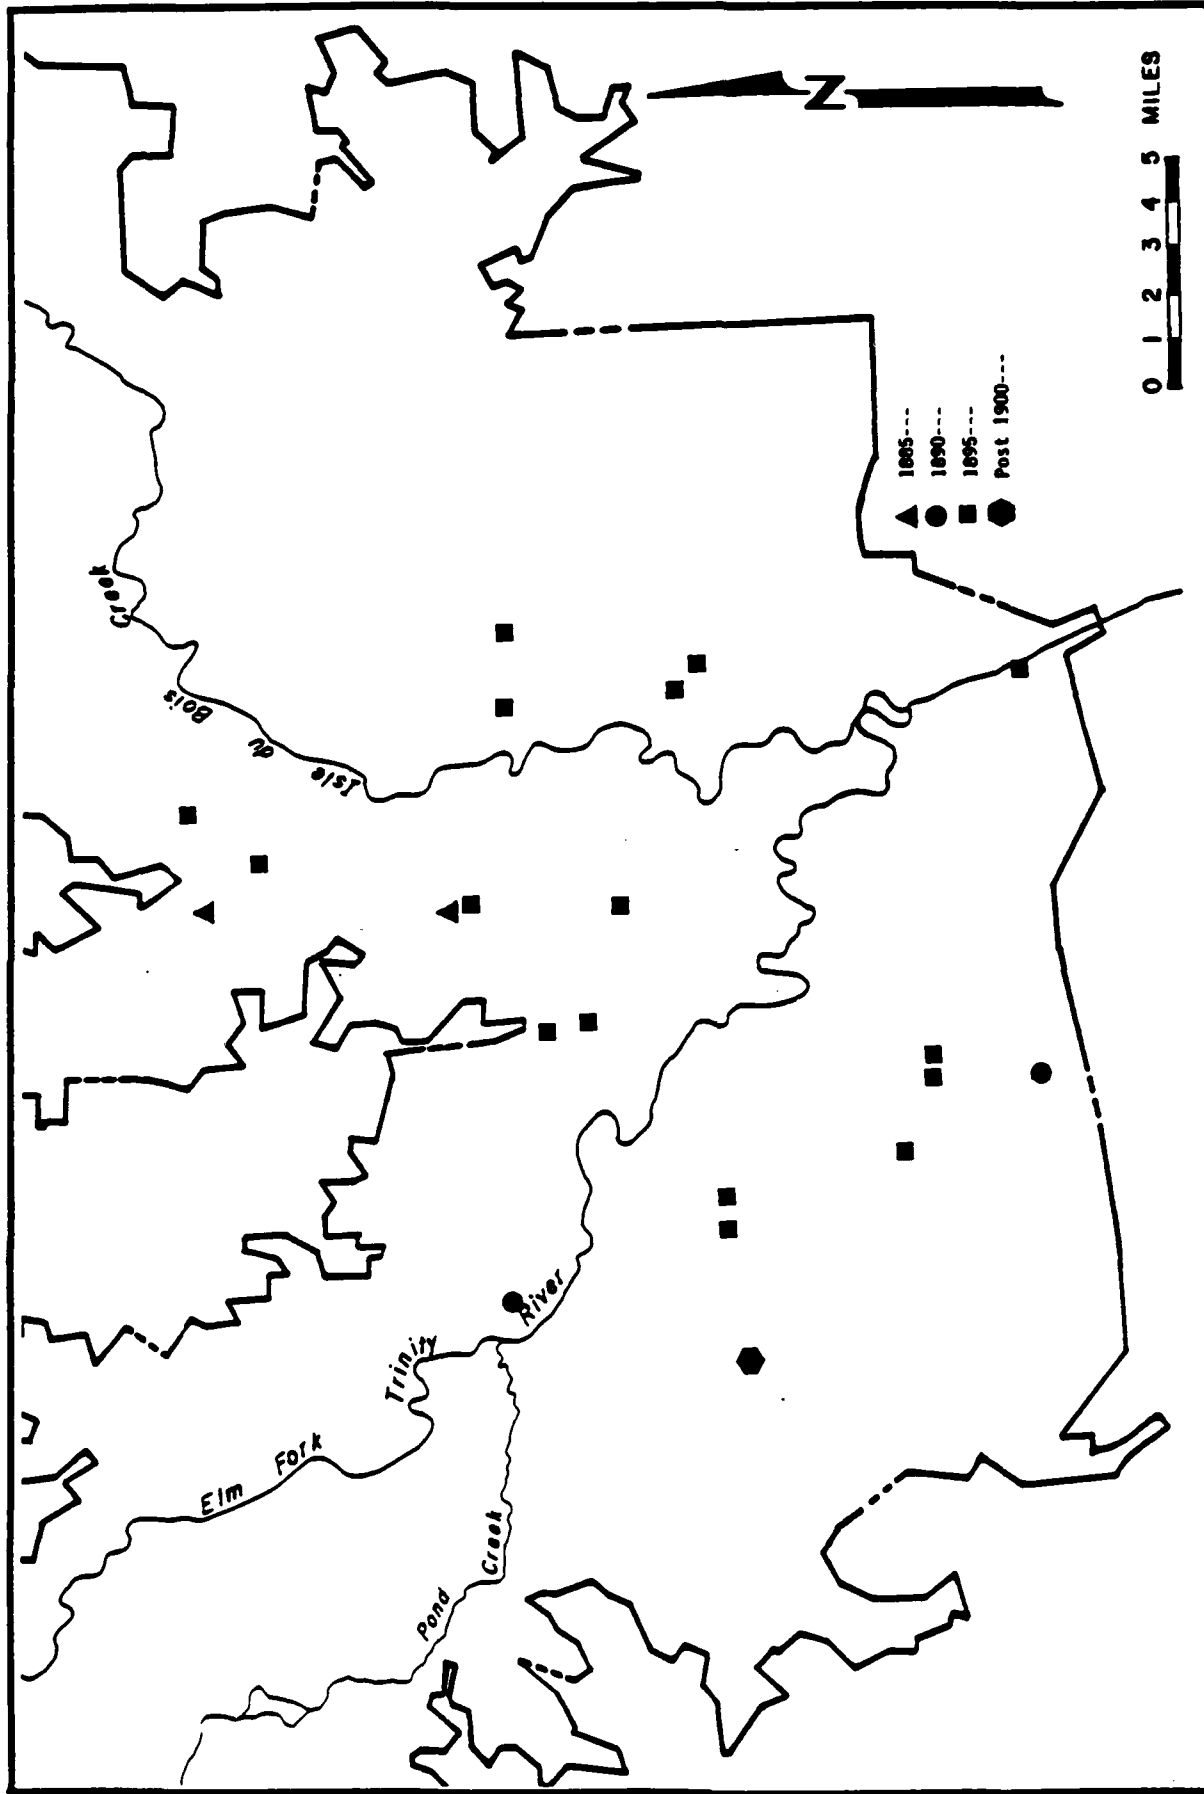 Pond
Creek
Elm
Fork
Trinity
River
Isle
du
Bois
Creek
N
1885---
1890---
1895---
Post 1900---
0 1 2 3 4 5 MILES